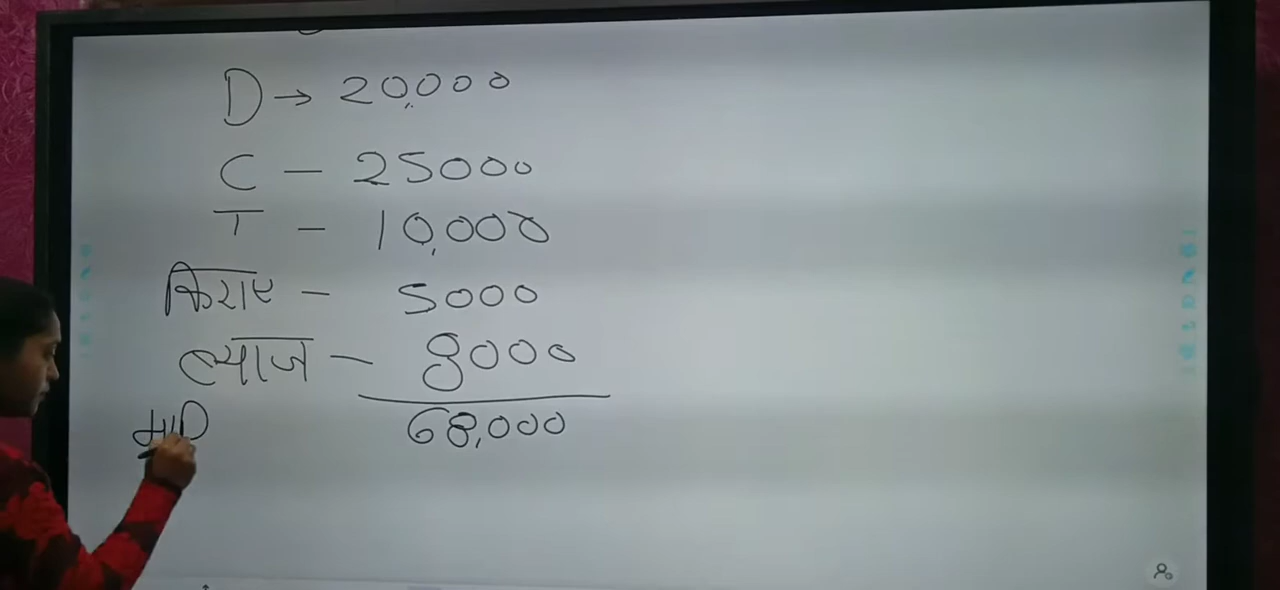 D → 20,000
C - 25000
T - 10,000
किराए - 5000
ब्याज - 8000
68,000